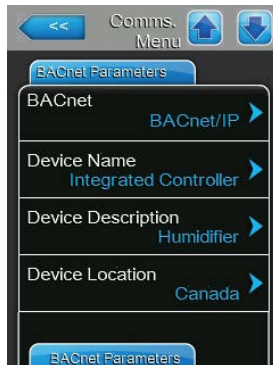 <<
Comms.
Menu
BACnet Parameters
BACnet
BACnet/IP
Device Name
Integrated Controller
Device Description
Humidifier
Device Location
Canada
BACnet Parameters